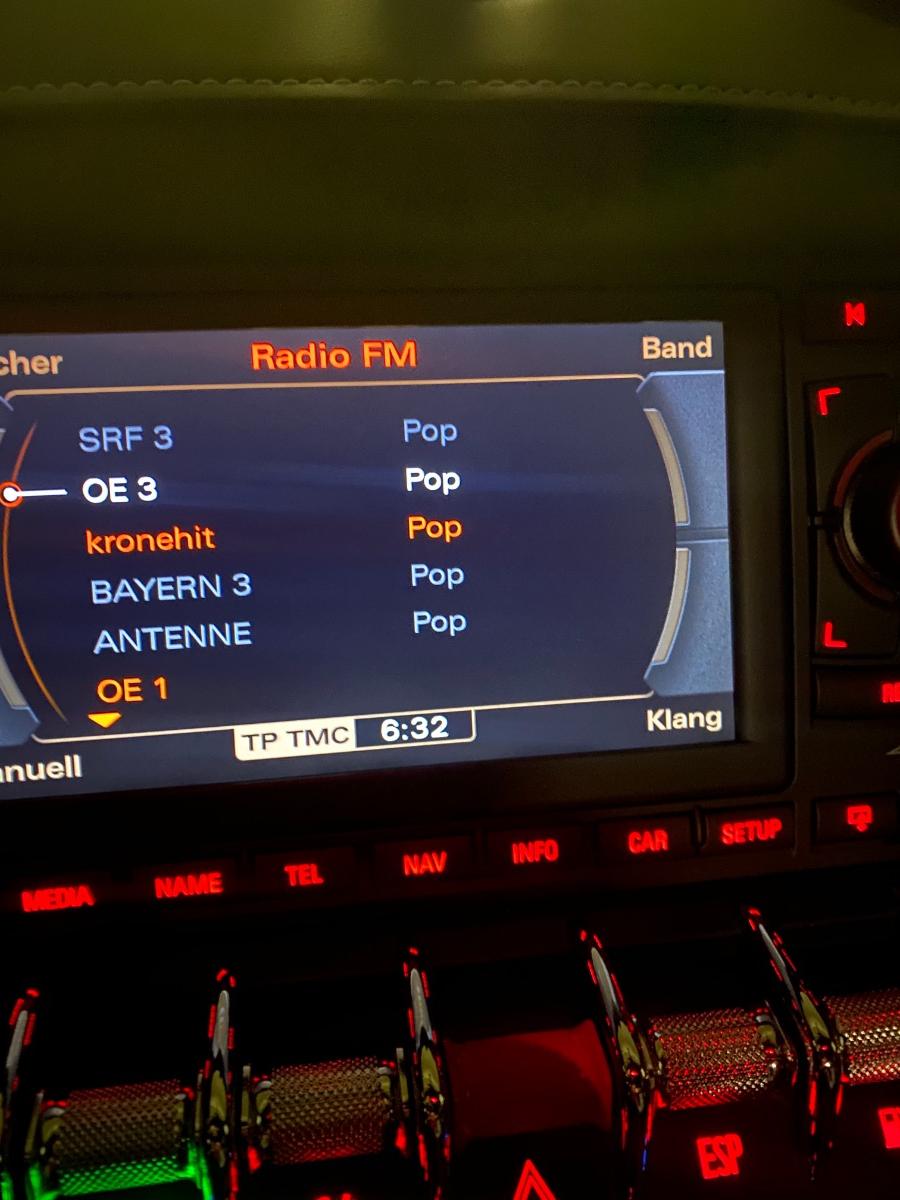 cher Radio FM Band
SRF 3 Pop
OE 3 Pop
kronehit Pop
BAYERN 3 Pop
ANTENNE Pop
OE 1
TP TMC 6:32 Klang
nuell
MEDIA NAME TEL NAV INFO CAR SETUP
ESP